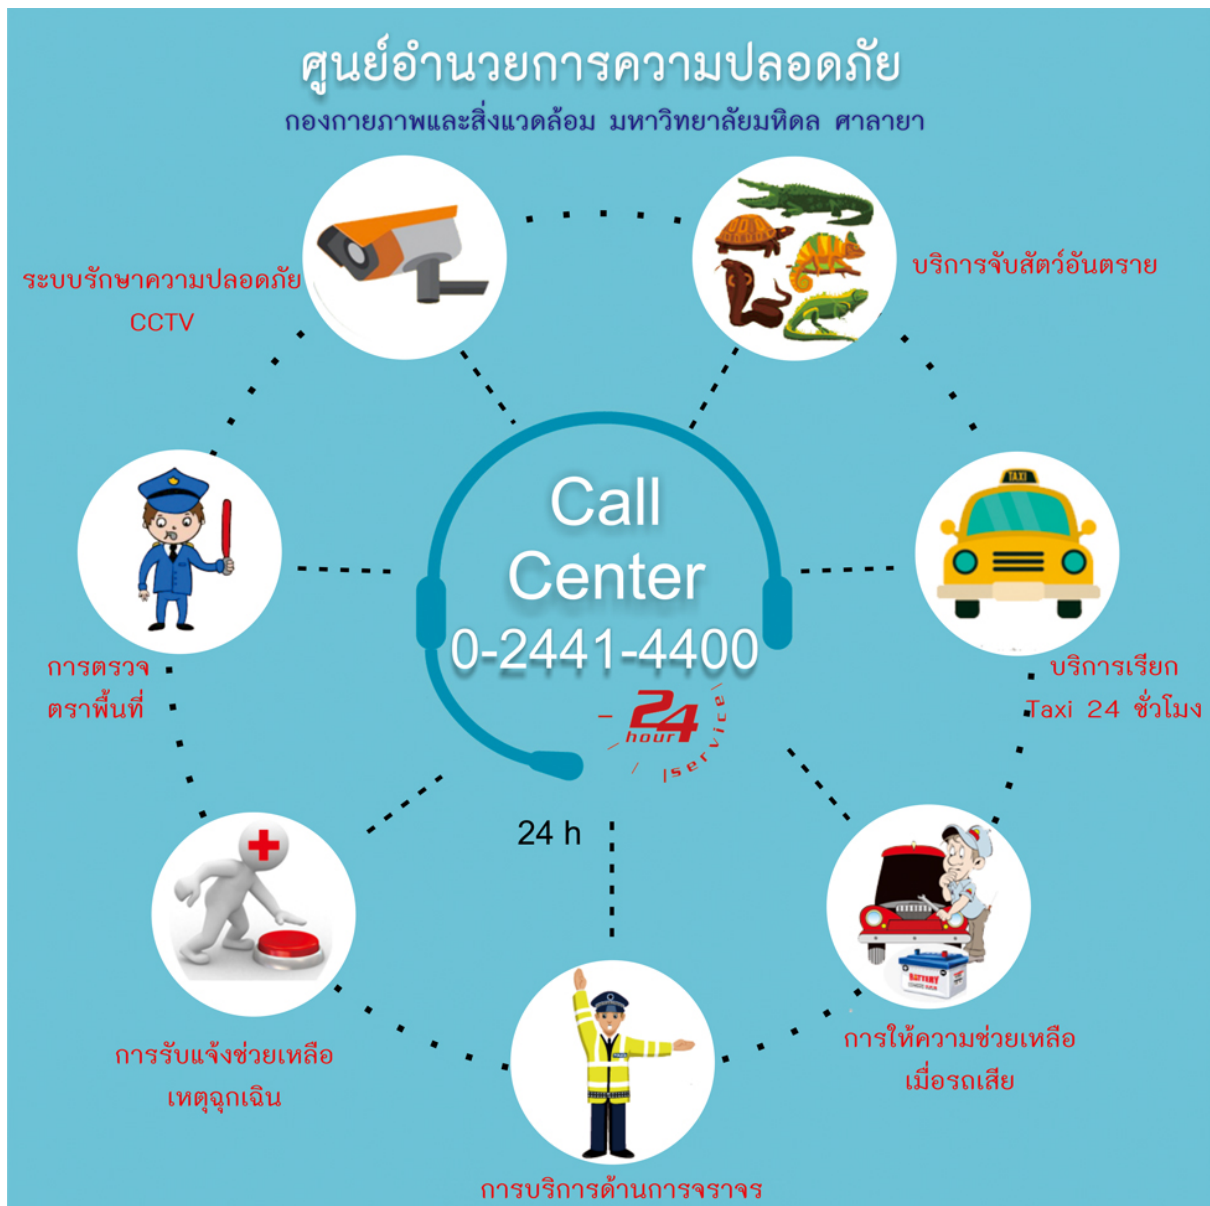 ศูนย์อำนวยการความปลอดภัย
กองกายภาพและสิ่งแวดล้อม มหาวิทยาลัยมหิดล ศาลายา
ระบบรักษาความปลอดภัย
CCTV
บริการจับสัตว์อันตราย
TAXI
Call
Center
0-2441-4400
24
hour
service
24 h
การตรวจ
ตราพื้นที่
บริการเรียก
Taxi 24 ชั่วโมง
BATTERY
การรับแจ้งช่วยเหลือ
เหตุฉุกเฉิน
การให้ความช่วยเหลือ
เมื่อรถเสีย
การบริการด้านการจราจร